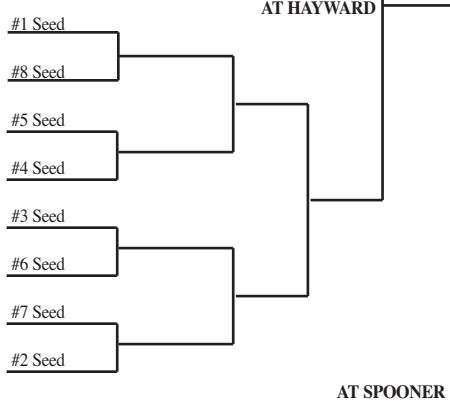 AT HAYWARD
#1 Seed
#8 Seed
#5 Seed
#4 Seed
#3 Seed
#6 Seed
#7 Seed
#2 Seed
AT SPOONER